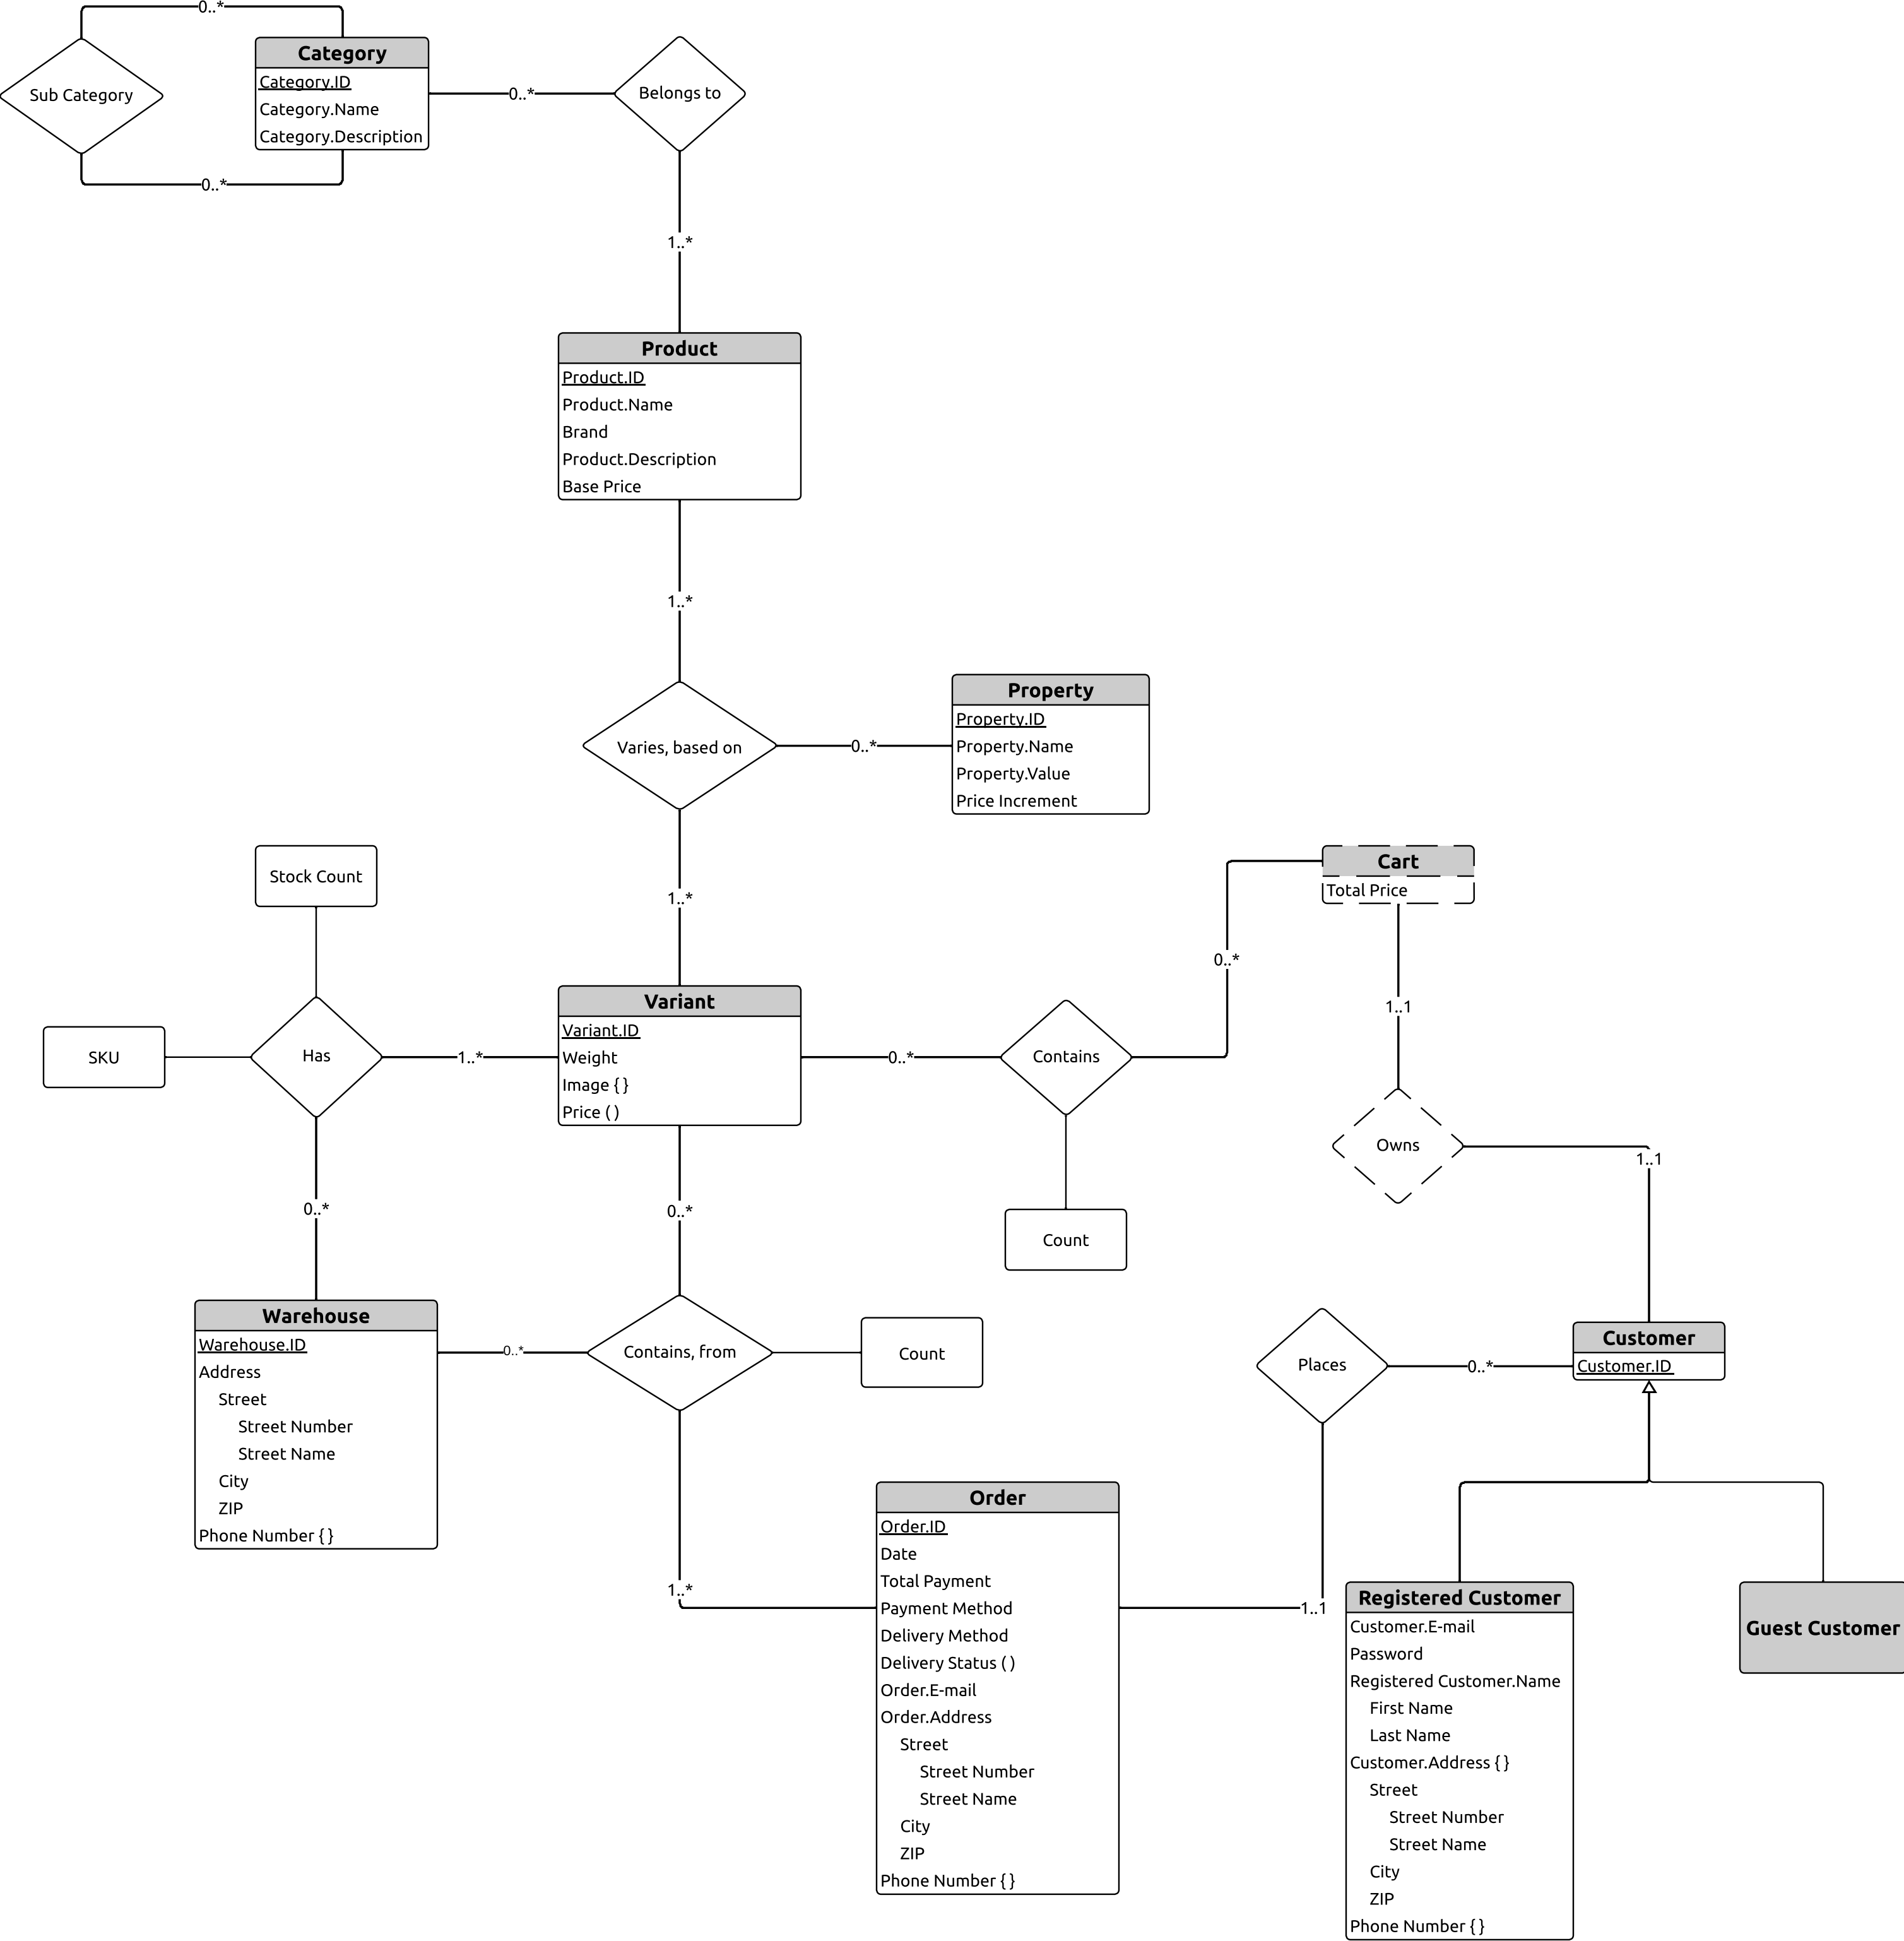 0..*
Category
Category.ID
Category.Name
Category.Description
Sub Category
0..*
Belongs to
0..*
1..*
Product
Product.ID
Product.Name
Brand
Product.Description
Base Price
1..*
Varies, based on
0..*
Property
Property.ID
Property.Name
Property.Value
Price Increment
1..*
Stock Count
SKU
Has
1..*
0..*
Variant
Variant.ID
Weight
Image { }
Price ( )
0..*
Contains
0..*
Count
Cart
Total Price
1..1
Owns
1..1
0..*
Warehouse
Warehouse.ID
Address
Street
Street Number
Street Name
City
ZIP
Phone Number { }
0..*
Contains, from
Count
1..*
Places
0..*
Customer
Customer.ID
Order
Order.ID
Date
Total Payment
Payment Method
Delivery Method
Delivery Status ( )
Order.E-mail
Order.Address
Street
Street Number
Street Name
City
ZIP
Phone Number { }
1..1
Registered Customer
Customer.E-mail
Password
Registered Customer.Name
First Name
Last Name
Customer.Address { }
Street
Street Number
Street Name
City
ZIP
Phone Number { }
Guest Customer